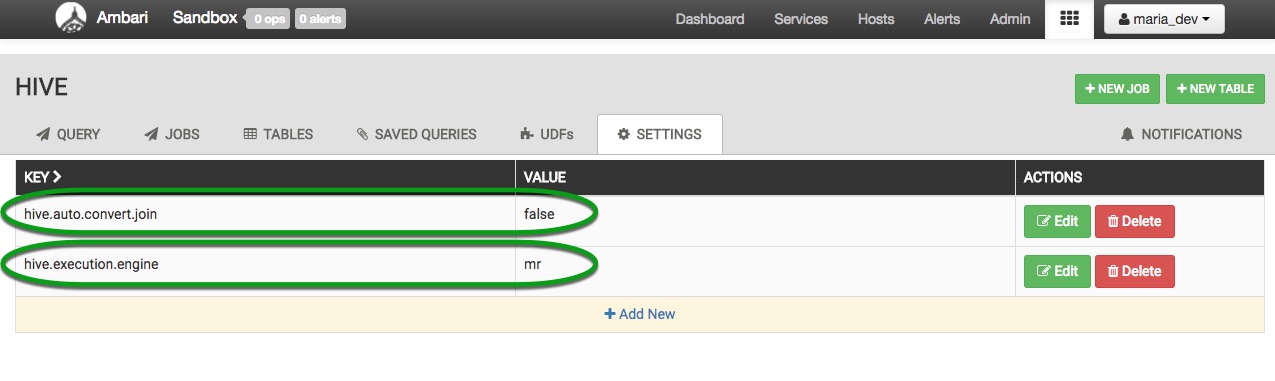 Ambari Sandbox 0 ops 0 alerts Dashboard Services Hosts Alerts Admin maria_dev
HIVE + NEW JOB + NEW TABLE
QUERY JOBS TABLES SAVED QUERIES UDFs SETTINGS NOTIFICATIONS
KEY VALUE ACTIONS
hive.auto.convert.join false Edit Delete
hive.execution.engine mr Edit Delete
+ Add New